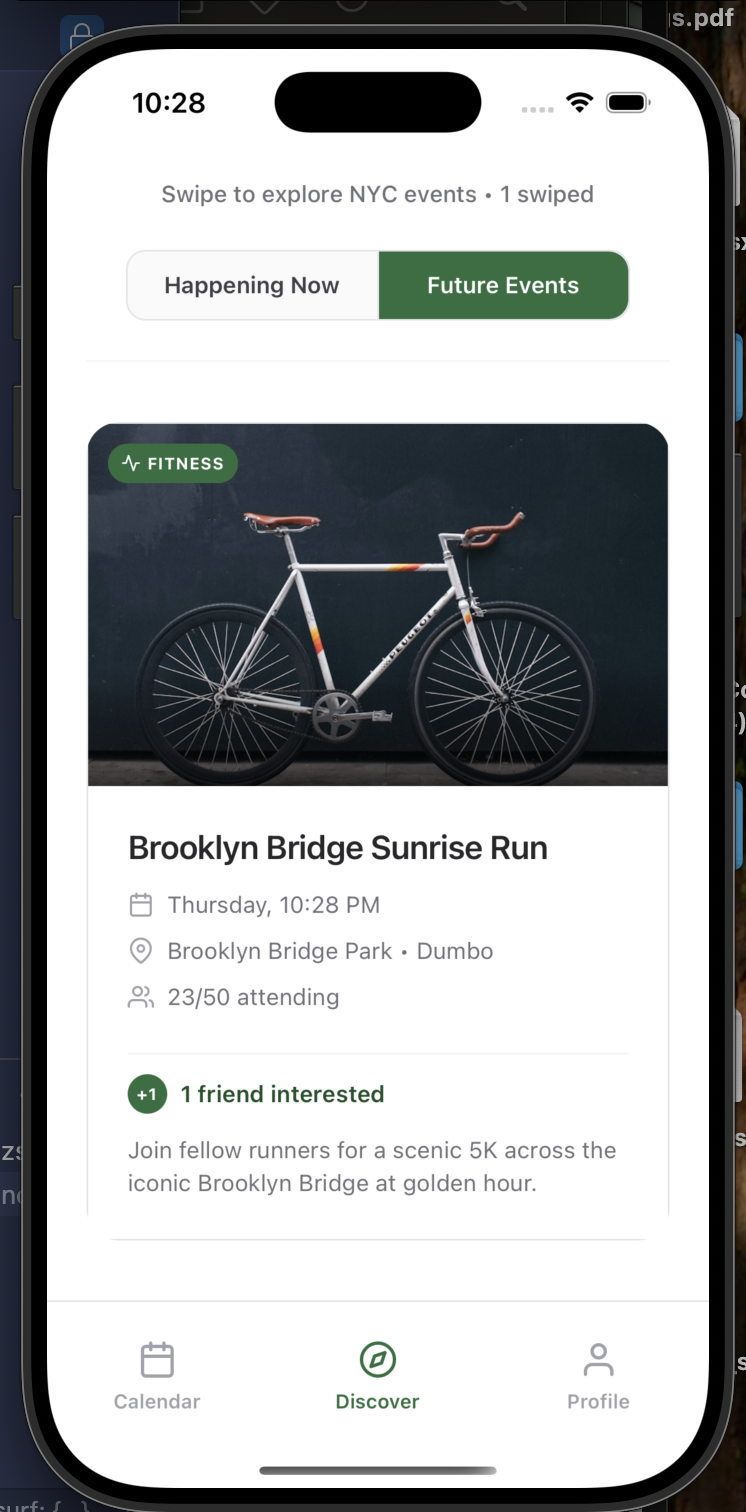 s.pdf
10:28
Swipe to explore NYC events • 1 swiped
Happening Now
Future Events
FITNESS
PEUGEOT
Brooklyn Bridge Sunrise Run
Thursday, 10:28 PM
Brooklyn Bridge Park • Dumbo
23/50 attending
+1 1 friend interested
Join fellow runners for a scenic 5K across the
iconic Brooklyn Bridge at golden hour.
Calendar
Discover
Profile